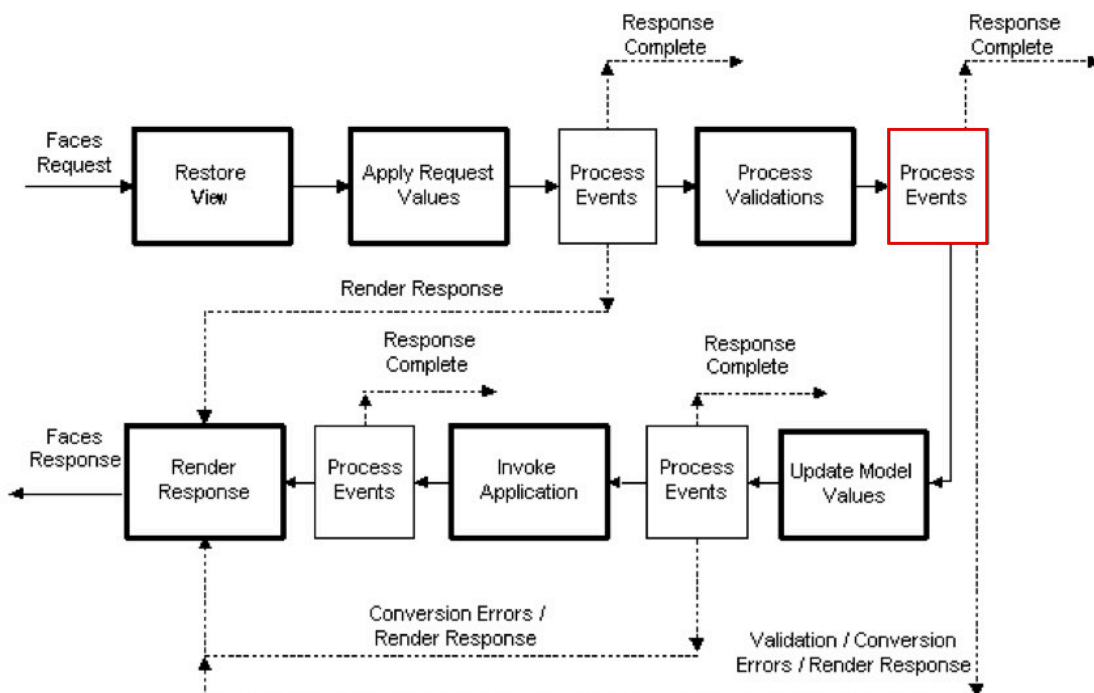 Response
Complete
Response
Complete
Faces
Request
Restore
View
Apply Request
Values
Process
Events
Process
Validations
Process
Events
Render Response
Response
Complete
Response
Complete
Faces
Response
Render
Response
Process
Events
Invoke
Application
Process
Events
Update Model
Values
Conversion Errors /
Render Response
Validation / Conversion
Errors / Render Response